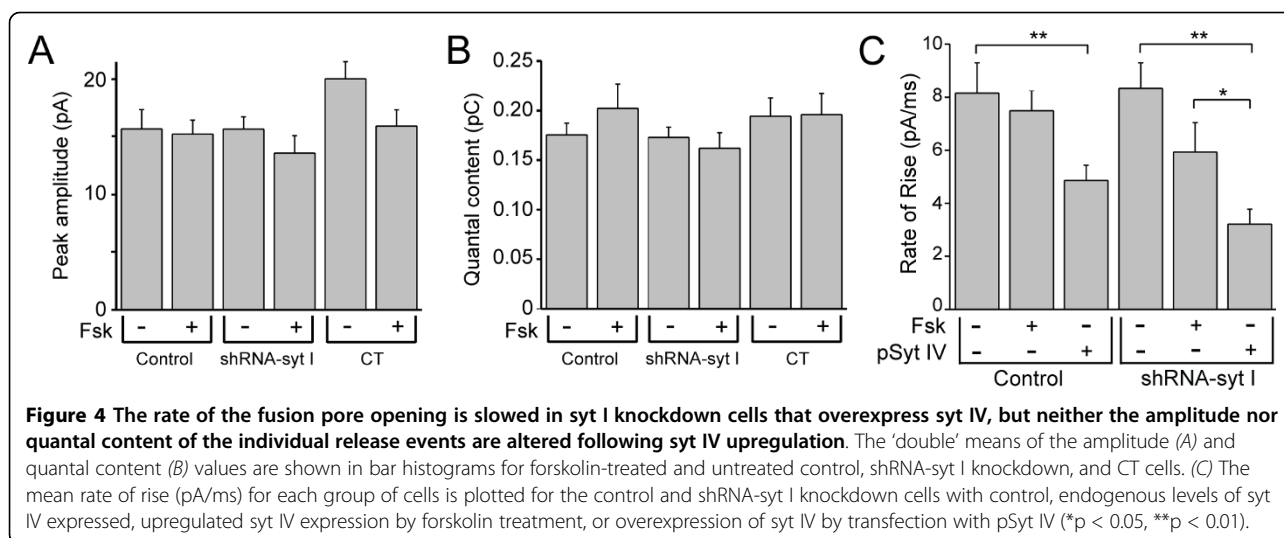 A
Peak amplitude (pA)
20
10
0
Fsk - + - + - +
Control shRNA-syt I CT
B
Quantal content (pC)
0.25
0.20
0.15
0.10
0.05
0.0
Fsk - + - + - +
Control shRNA-syt I CT
C
Rate of Rise (pA/ms)
10
8
6
4
2
0
** **
*
Fsk - + - - + -
pSyt IV - - + - - +
Control shRNA-syt I
Figure 4 The rate of the fusion pore opening is slowed in syt I knockdown cells that overexpress syt IV, but neither the amplitude nor
quantal content of the individual release events are altered following syt IV upregulation. The ‘double’ means of the amplitude (A) and
quantal content (B) values are shown in bar histograms for forskolin-treated and untreated control, shRNA-syt I knockdown, and CT cells. (C) The
mean rate of rise (pA/ms) for each group of cells is plotted for the control and shRNA-syt I knockdown cells with control, endogenous levels of syt
IV expressed, upregulated syt IV expression by forskolin treatment, or overexpression of syt IV by transfection with pSyt IV (*p < 0.05, **p < 0.01).